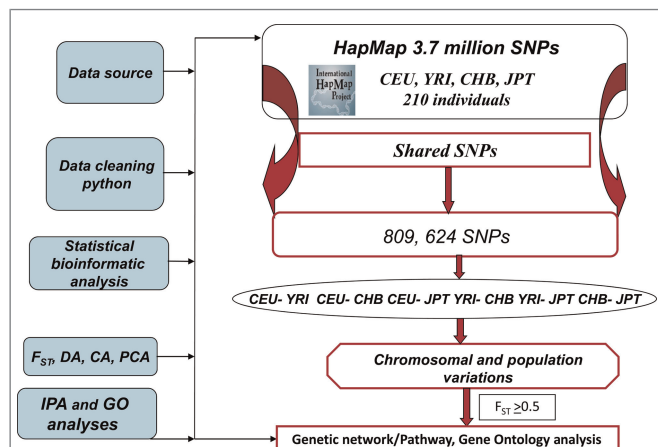 Data source
Data cleaning
python
Statistical
bioinformatic
analysis
FST, DA, CA, PCA
IPA and GO
analyses
HapMap 3.7 million SNPs
International
HapMap
Project
CEU, YRI, CHB, JPT
210 individuals
Shared SNPs
809, 624 SNPs
CEU- YRI CEU- CHB CEU- JPT YRI- CHB YRI- JPT CHB- JPT
Chromosomal and population
variations
FST ≥0.5
Genetic network/Pathway, Gene Ontology analysis